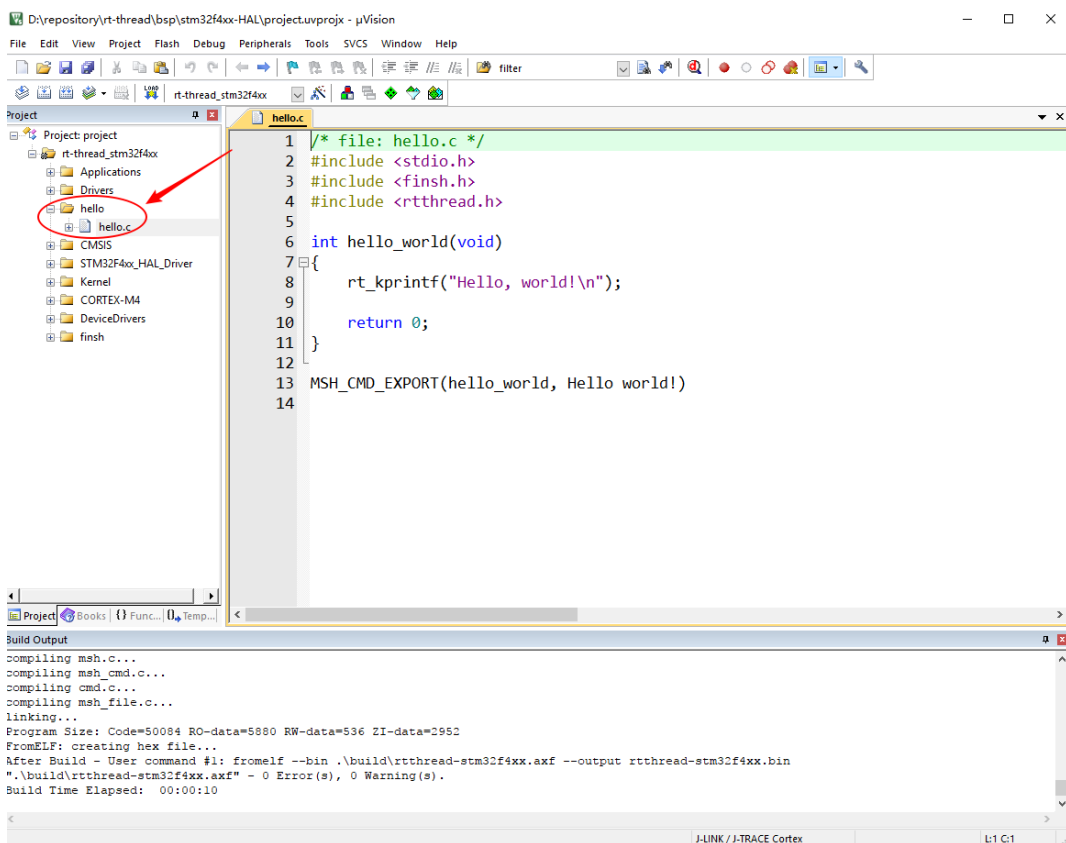 D:\repository\rt-thread\bsp\stm32f4xx-HAL\project.uvprojx - µVision
File Edit View Project Flash Debug Peripherals Tools SVCS Window Help
filter
LOAD rt-thread_stm32f4xx
Project
hello.c
Project: project
rt-thread_stm32f4xx
Applications
Drivers
hello
hello.c
CMSIS
STM32F4xx_HAL_Driver
Kernel
CORTEX-M4
DeviceDrivers
finsh
1 /* file: hello.c */
2 #include <stdio.h>
3 #include <finsh.h>
4 #include <rtthread.h>
5
6 int hello_world(void)
7 {
8 rt_kprintf("Hello, world!\n");
9
10 return 0;
11 }
12
13 MSH_CMD_EXPORT(hello_world, Hello world!)
14
Project Books {} Func... 0 Temp...
Build Output
compiling msh.c...
compiling msh_cmd.c...
compiling cmd.c...
compiling msh_file.c...
linking...
Program Size: Code=50084 RO-data=5880 RW-data=536 ZI-data=2952
FromELF: creating hex file...
After Build - User command #1: fromelf --bin .\build\rtthread-stm32f4xx.axf --output rtthread-stm32f4xx.bin
".\build\rtthread-stm32f4xx.axf" - 0 Error(s), 0 Warning(s).
Build Time Elapsed: 00:00:10
J-LINK / J-TRACE Cortex L:1 C:1